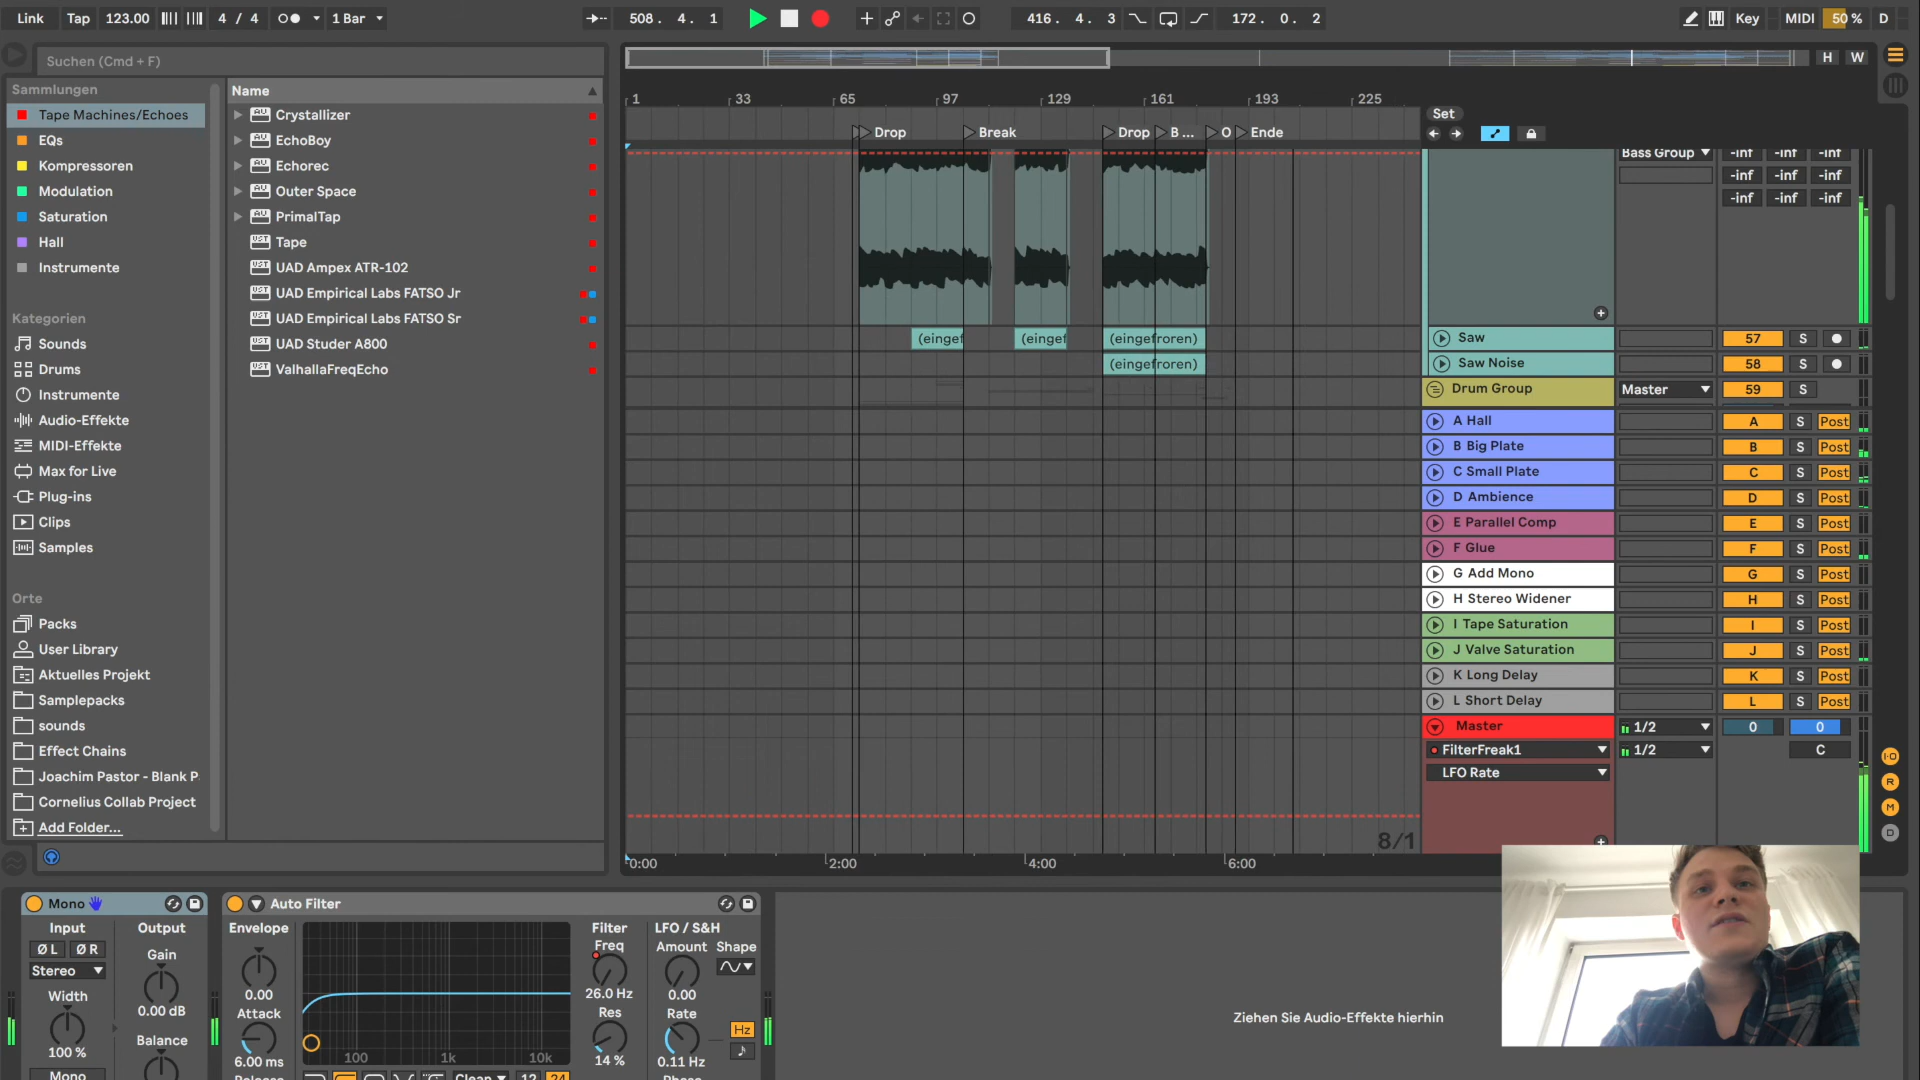 Link Tap 123.00 4 / 4 1 Bar 508. 4. 1 416. 4. 3 172. 0. 2 Key MIDI 50 % D
Suchen (Cmd + F)
H W
Sammlungen
Tape Machines/Echoes
EQs
Kompressoren
Modulation
Saturation
Hall
Instrumente
Kategorien
Sounds
Drums
Instrumente
Audio-Effekte
MIDI-Effekte
Max for Live
Plug-ins
Clips
Samples
Orte
Packs
User Library
Aktuelles Projekt
Samplepacks
sounds
Effect Chains
Joachim Pastor - Blank P
Cornelius Collab Project
Add Folder...
Name
Crystallizer
EchoBoy
Echorec
Outer Space
PrimalTap
Tape
UAD Ampex ATR-102
UAD Empirical Labs FATSO Jr
UAD Empirical Labs FATSO Sr
UAD Studer A800
ValhallaFreqEcho
1 33 65 97 129 161 193 225
Set
Drop Break Drop B ... O Ende
Bass Group -inf -inf -inf
-inf -inf -inf
-inf -inf -inf
(eingef (eingef (eingefroren) Saw 57 S
(eingefroren) Saw Noise 58 S
Drum Group Master 59 S
A Hall A S Post
B Big Plate B S Post
C Small Plate C S Post
D Ambience D S Post
E Parallel Comp E S Post
F Glue F S Post
G Add Mono G S Post
H Stereo Widener H S Post
I Tape Saturation I S Post
J Valve Saturation J S Post
K Long Delay K S Post
L Short Delay L S Post
Master 1/2 0 0
FilterFreak1 1/2 C
LFO Rate
I·O
R
M
D
8/1
0:00 2:00 4:00 6:00
Mono
Input Output
Ø L Ø R Gain
Stereo
Width 0.00 dB
100 % Balance
Mono
Auto Filter
Envelope
0.00
Attack
6.00 ms
100 1k 10k
Clean 12 24
Filter
Freq
26.0 Hz
Res
14 %
LFO / S&H
Amount Shape
0.00
Rate Hz
0.11 Hz
Ziehen Sie Audio-Effekte hierhin